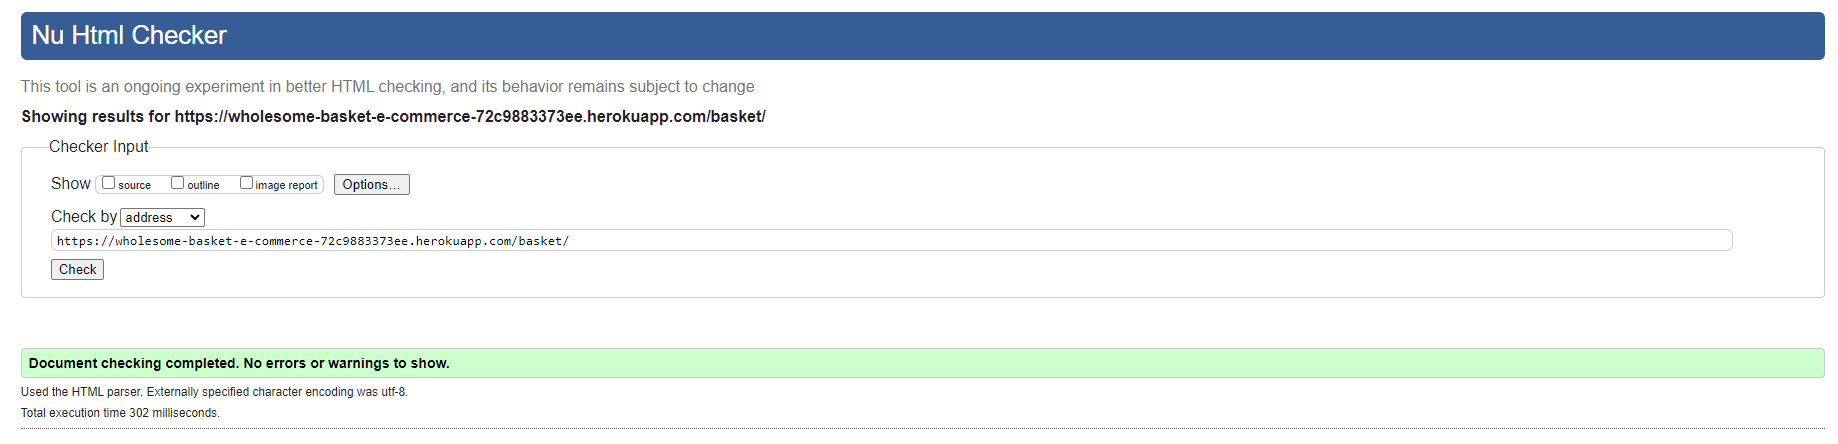 Nu Html Checker
This tool is an ongoing experiment in better HTML checking, and its behavior remains subject to change
Showing results for https://wholesome-basket-e-commerce-72c9883373ee.herokuapp.com/basket/
Checker Input
Show source outline image report Options...
Check by address
https://wholesome-basket-e-commerce-72c9883373ee.herokuapp.com/basket/
Check
Document checking completed. No errors or warnings to show.
Used the HTML parser. Externally specified character encoding was utf-8.
Total execution time 302 milliseconds.